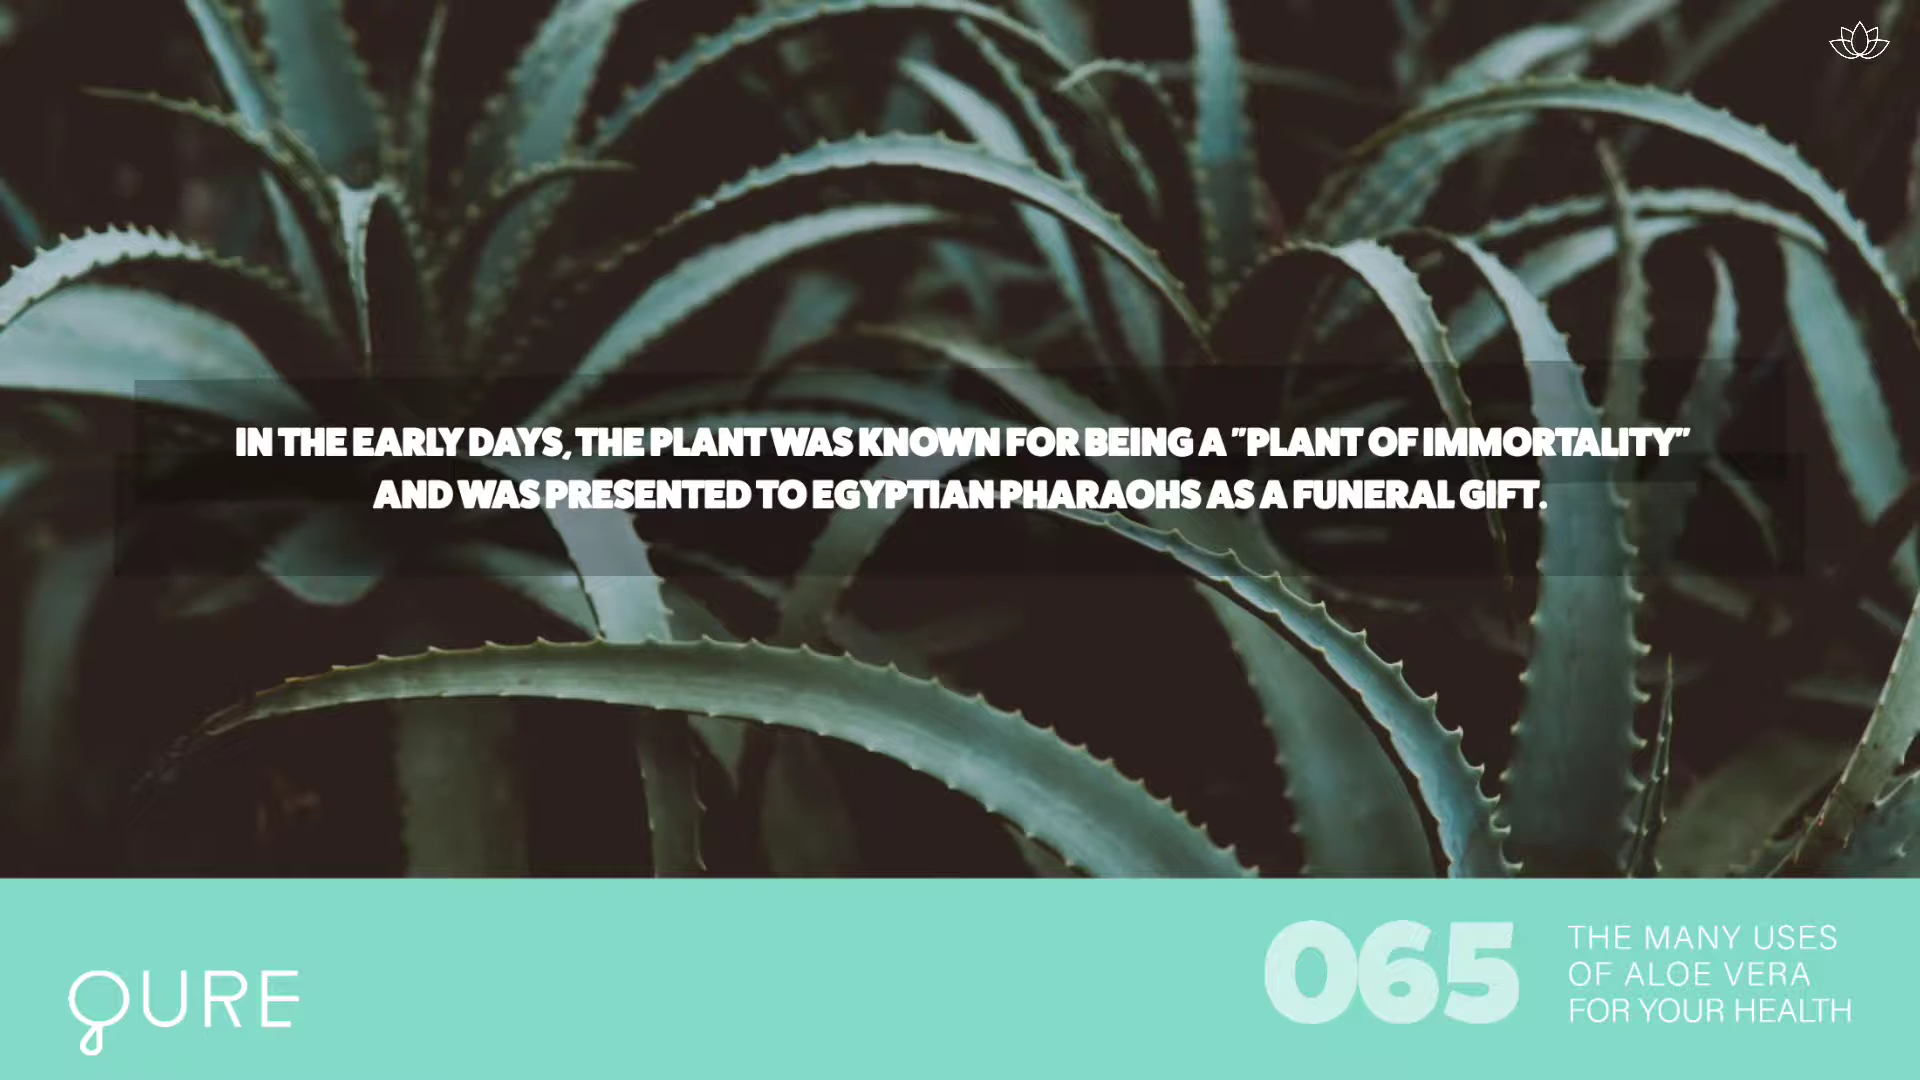 IN THE EARLY DAYS, THE PLANT WAS KNOWN FOR BEING A "PLANT OF IMMORTALITY"
AND WAS PRESENTED TO EGYPTIAN PHARAOHS AS A FUNERAL GIFT.
QURE
065
THE MANY USES
OF ALOE VERA
FOR YOUR HEALTH